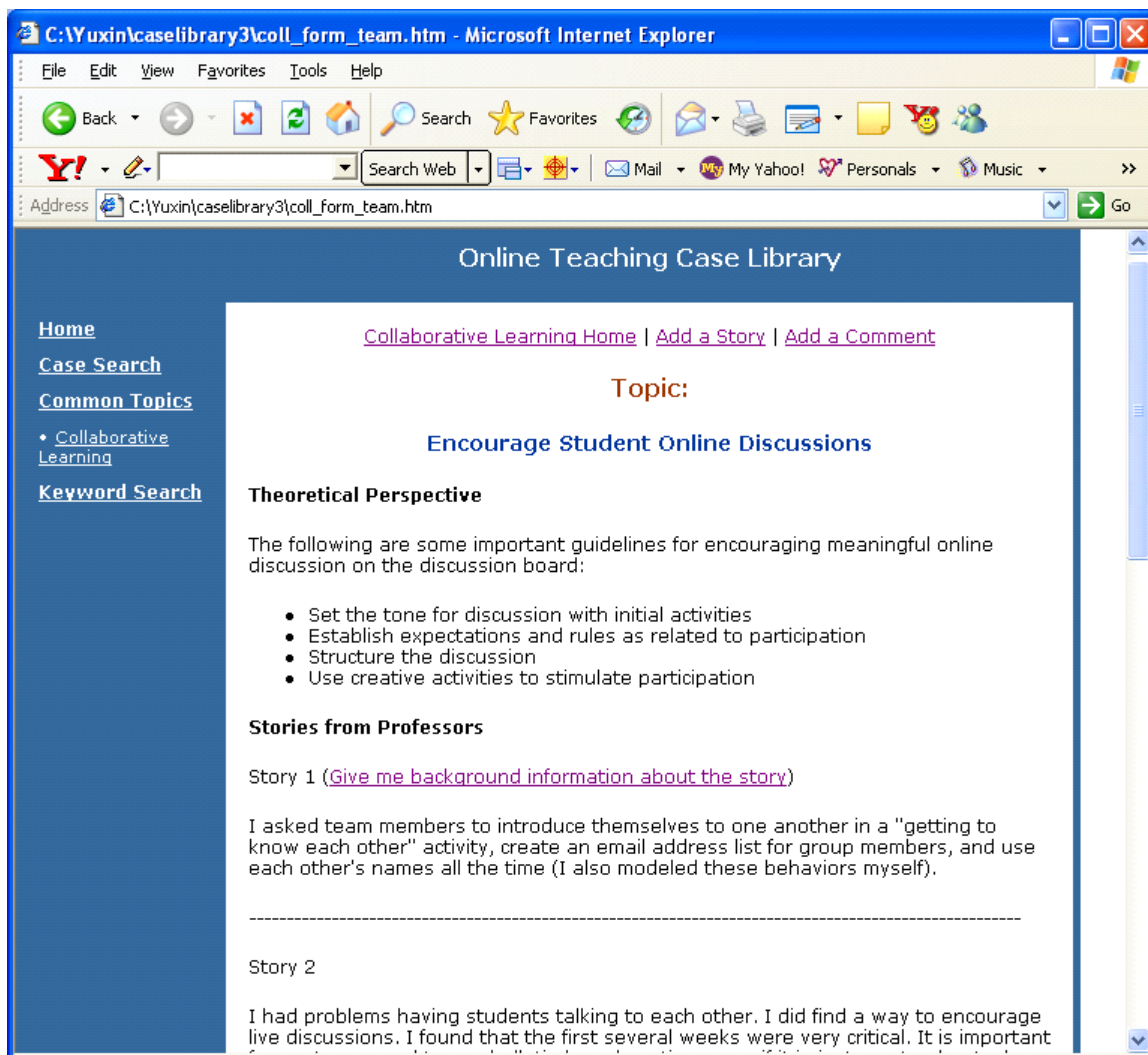 C:\Yuxin\caselibrary3\coll_form_team.htm - Microsoft Internet Explorer
File Edit View Favorites Tools Help
Back Search Favorites
Y! Search Web Mail My My Yahoo! Personals Music >>
Address C:\Yuxin\caselibrary3\coll_form_team.htm Go
Online Teaching Case Library
Home
Case Search
Common Topics
• Collaborative
Learning
Keyword Search
Collaborative Learning Home | Add a Story | Add a Comment
Topic:
Encourage Student Online Discussions
Theoretical Perspective
The following are some important guidelines for encouraging meaningful online
discussion on the discussion board:
• Set the tone for discussion with initial activities
• Establish expectations and rules as related to participation
• Structure the discussion
• Use creative activities to stimulate participation
Stories from Professors
Story 1 (Give me background information about the story)
I asked team members to introduce themselves to one another in a "getting to
know each other" activity, create an email address list for group members, and use
each other's names all the time (I also modeled these behaviors myself).
-------------------------------------------------------------------------------------------------------
Story 2
I had problems having students talking to each other. I did find a way to encourage
live discussions. I found that the first several weeks were very critical. It is important